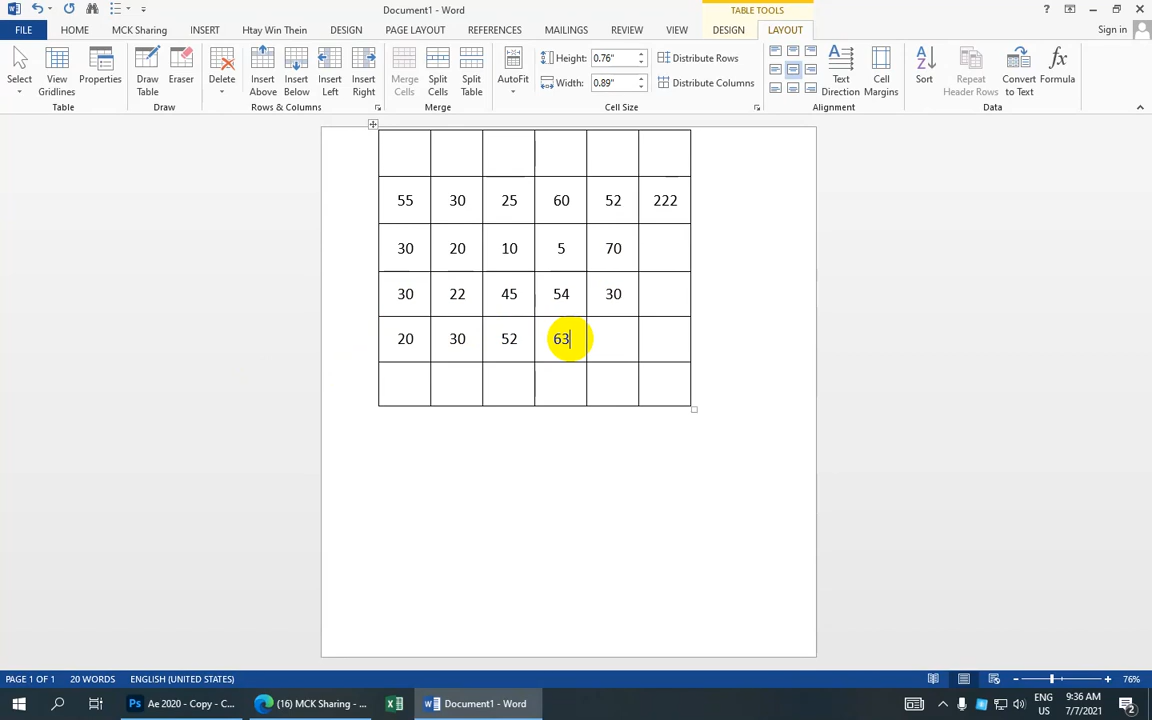 Document1 - Word
TABLE TOOLS
?
FILE HOME MCK Sharing INSERT Htay Win Thein DESIGN PAGE LAYOUT REFERENCES MAILINGS REVIEW VIEW DESIGN LAYOUT Sign in
Select View Gridlines Properties
Table
Draw Table Eraser
Draw
Delete Insert Above Insert Below Insert Left Insert Right
Rows & Columns
Merge Cells Split Cells Split Table
Merge
AutoFit Height: 0.76" Width: 0.89" Distribute Rows Distribute Columns
Cell Size
Text Direction Cell Margins
Alignment
Sort Repeat Header Rows Convert to Text Formula
Data
55 30 25 60 52 222
30 20 10 5 70
30 22 45 54 30
20 30 52 63
PAGE 1 OF 1 20 WORDS ENGLISH (UNITED STATES) 76%
Ae 2020 - Copy - C... (16) MCK Sharing - ... Document1 - Word
ENG
US
9:36 AM
7/7/2021
2